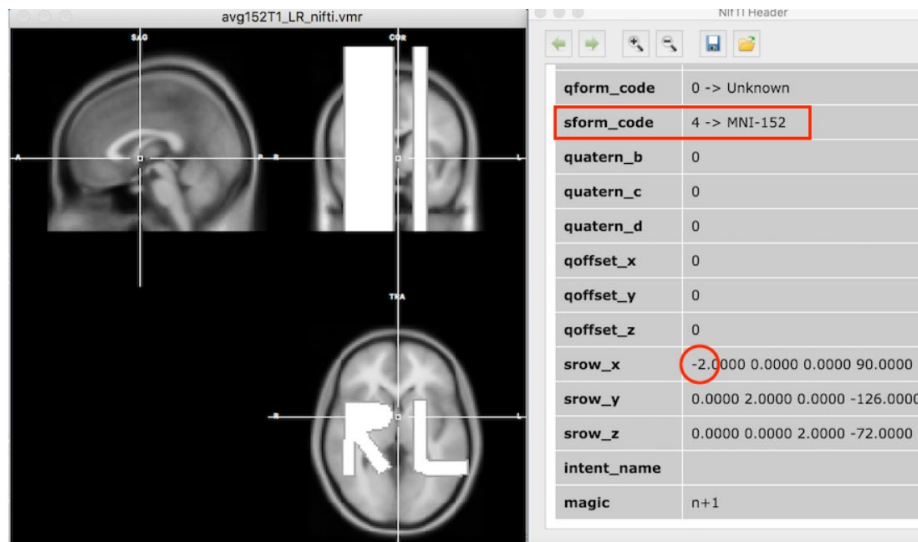 avg152T1_LR_nifti.vmr
SAG
COR
A
P
R
L
TRA
R
L
R L
NIfTI Header
qform_code 0 -> Unknown
sform_code 4 -> MNI-152
quatern_b 0
quatern_c 0
quatern_d 0
qoffset_x 0
qoffset_y 0
qoffset_z 0
srow_x -2.0000 0.0000 0.0000 90.0000
srow_y 0.0000 2.0000 0.0000 -126.0000
srow_z 0.0000 0.0000 2.0000 -72.0000
intent_name
magic n+1